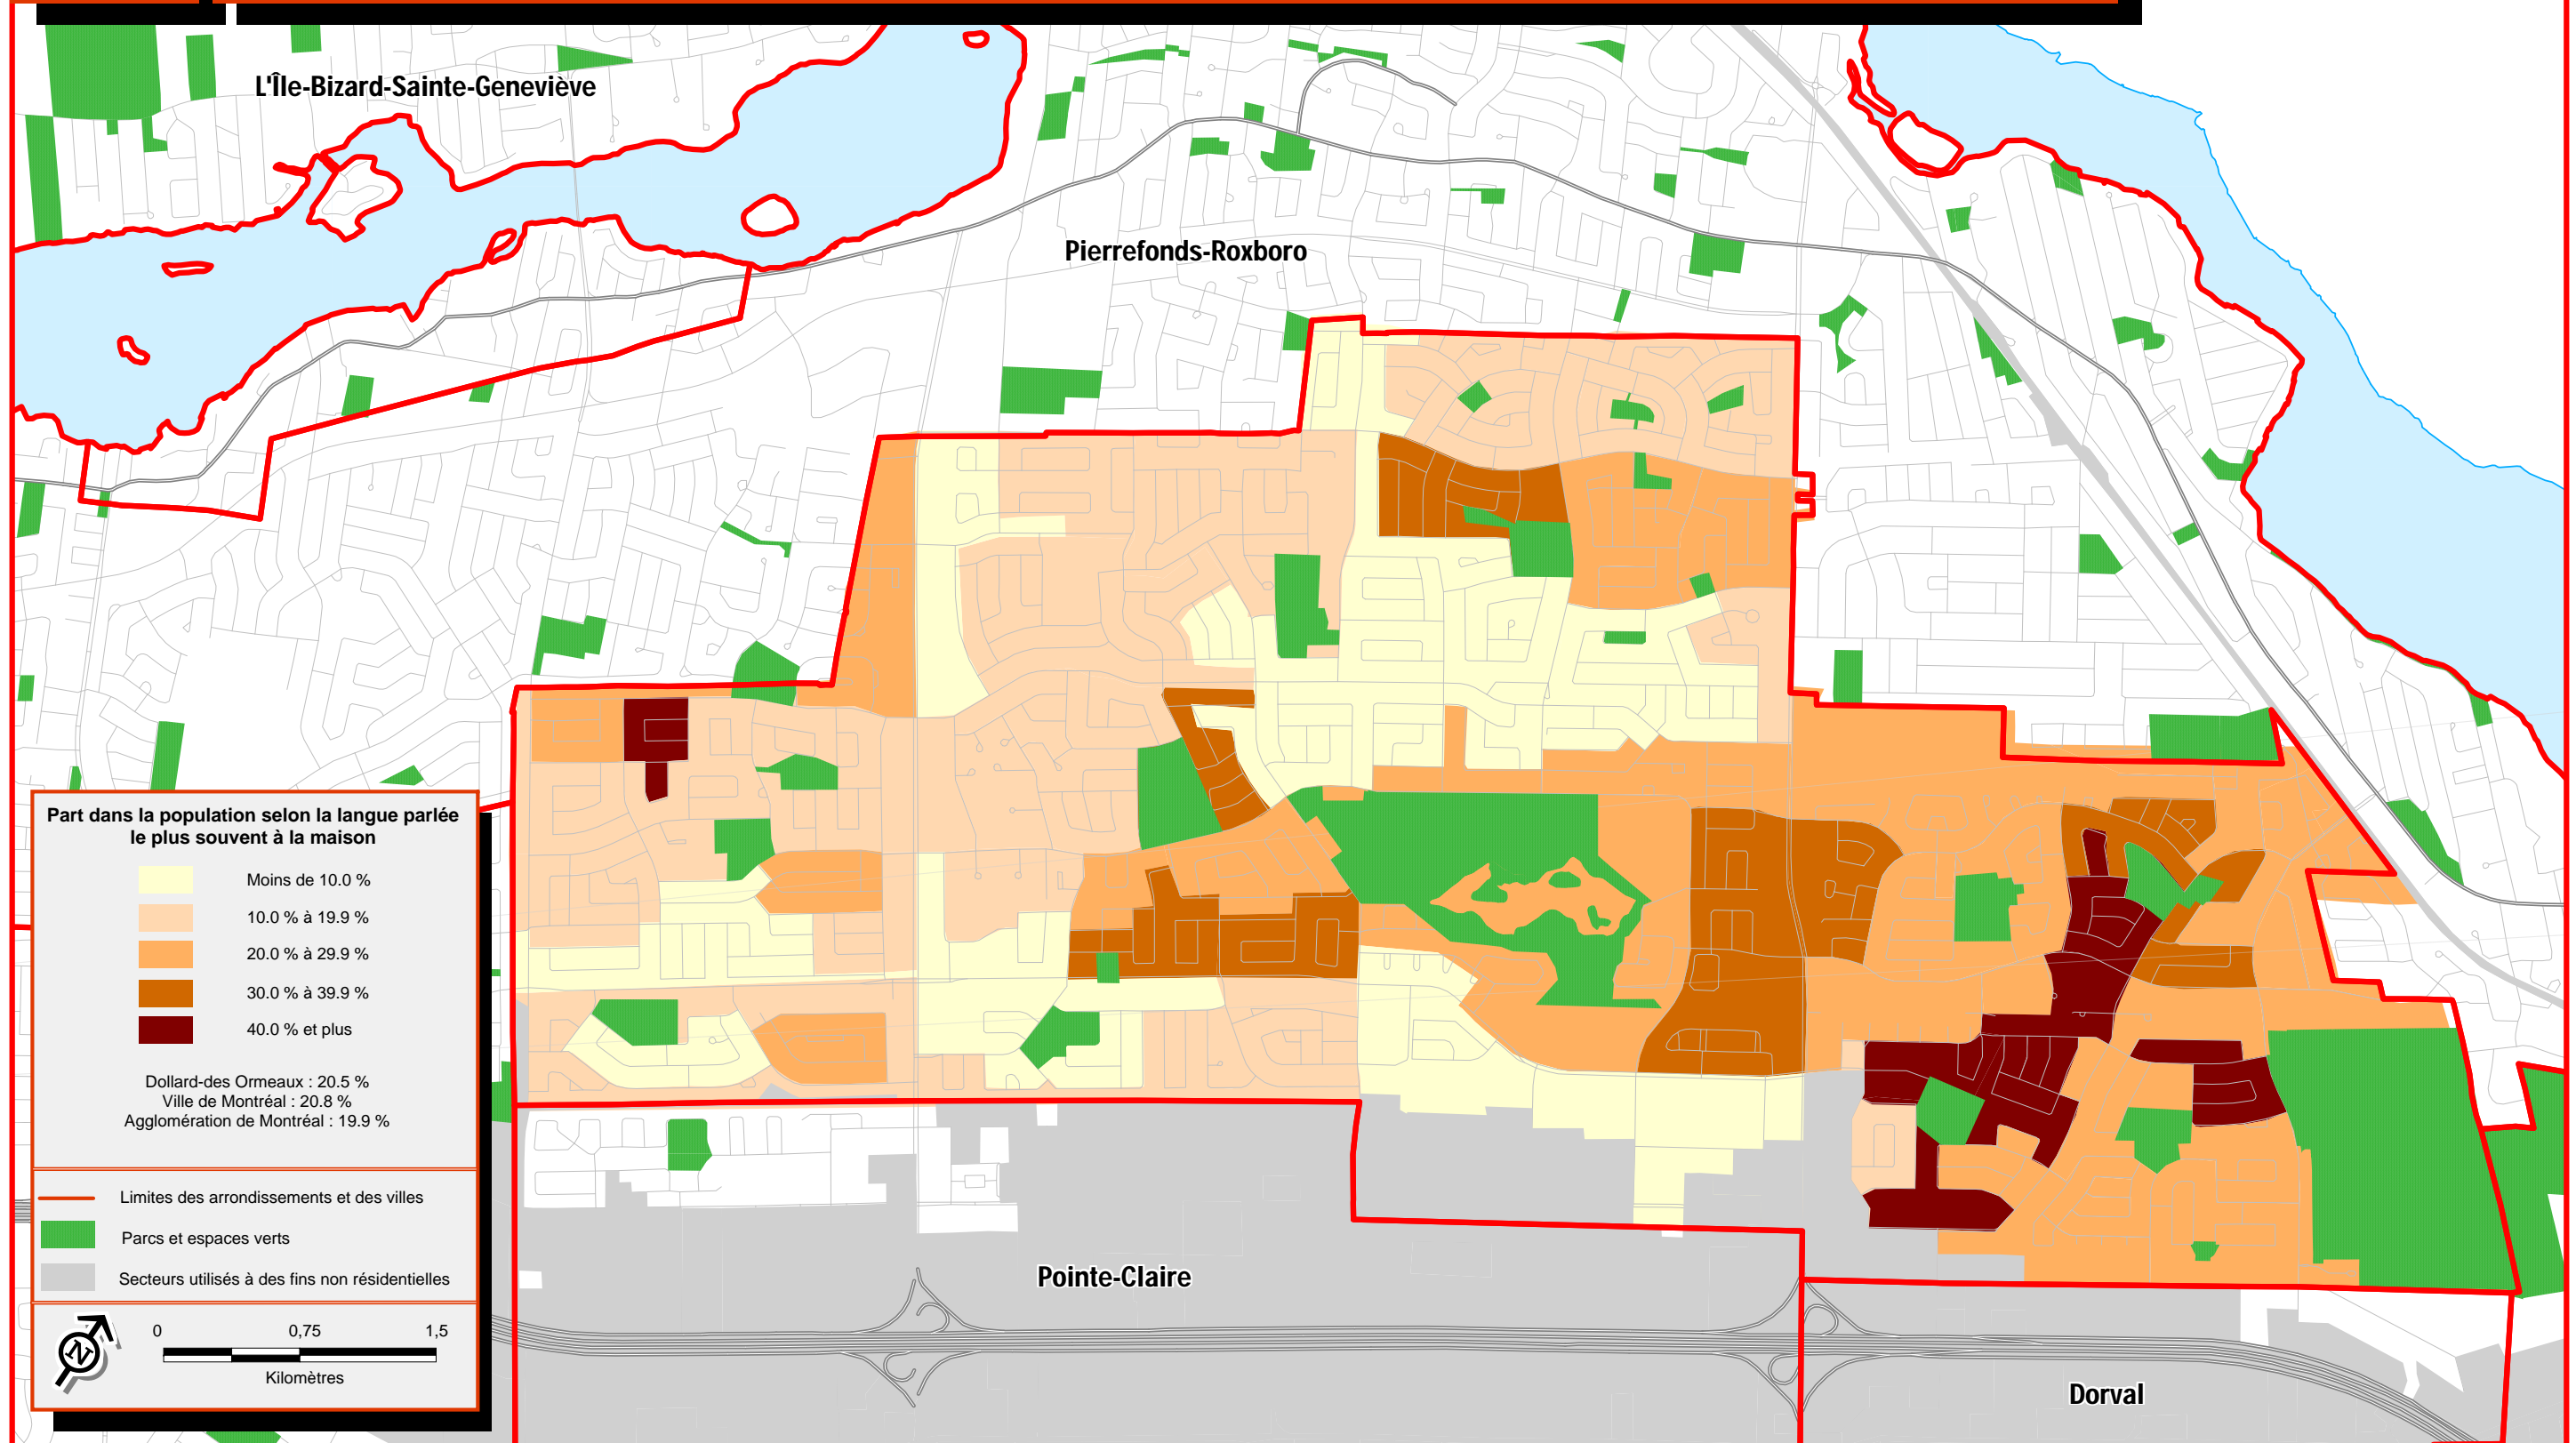 L'Île-Bizard-Sainte-Geneviève
Pierrefonds-Roxboro
Part dans la population selon la langue parlée
le plus souvent à la maison
Moins de 10.0 %
10.0 % à 19.9 %
20.0 % à 29.9 %
30.0 % à 39.9 %
40.0 % et plus
Dollard-des Ormeaux : 20.5 %
Ville de Montréal : 20.8 %
Agglomération de Montréal : 19.9 %
Limites des arrondissements et des villes
Parcs et espaces verts
Secteurs utilisés à des fins non résidentielles
N
0 0,75 1,5
Kilomètres
Pointe-Claire
Dorval